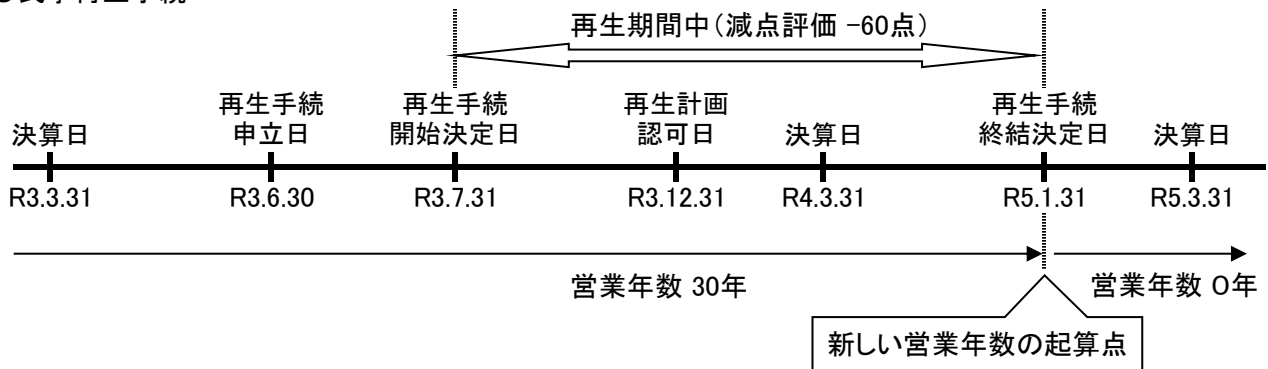 再生期間中(減点評価 -60点)
決算日
再生手続
申立日
再生手続
開始決定日
再生計画
認可日
決算日
再生手続
終結決定日
決算日
R3.3.31
R3.6.30
R3.7.31
R3.12.31
R4.3.31
R5.1.31
R5.3.31
営業年数 30年
営業年数 0年
新しい営業年数の起算点